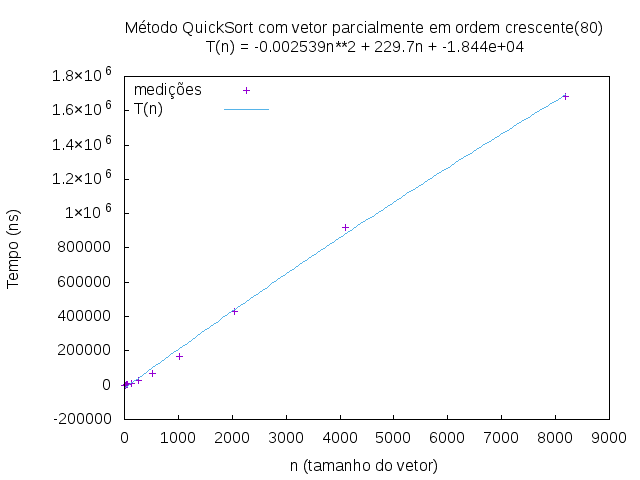 Método QuickSort com vetor parcialmente em ordem crescente(80)
T(n) = -0.002539n**2 + 229.7n + -1.844e+04
medições
T(n)
1.8×10^6
1.6×10^6
1.4×10^6
1.2×10^6
1×10^6
800000
600000
400000
200000
0
-200000
Tempo (ns)
0 1000 2000 3000 4000 5000 6000 7000 8000 9000
n (tamanho do vetor)